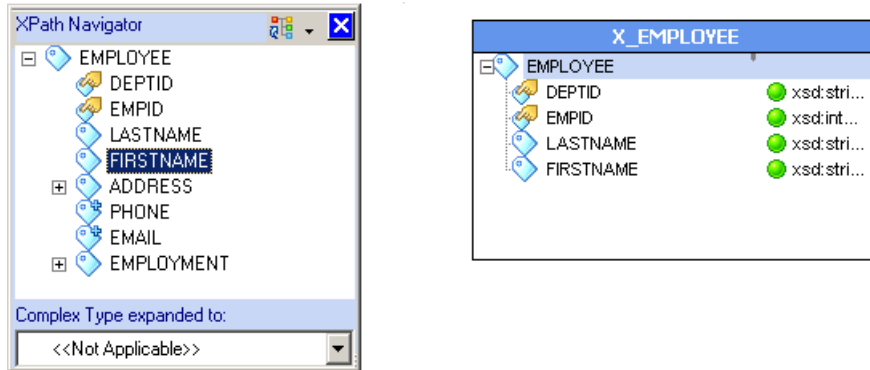 XPath Navigator
EMPLOYEE
DEPTID
EMPID
LASTNAME
FIRSTNAME
ADDRESS
PHONE
EMAIL
EMPLOYMENT
Complex Type expanded to:
<<Not Applicable>>
X_EMPLOYEE
EMPLOYEE
DEPTID xsd:stri...
EMPID xsd:int...
LASTNAME xsd:stri...
FIRSTNAME xsd:stri...